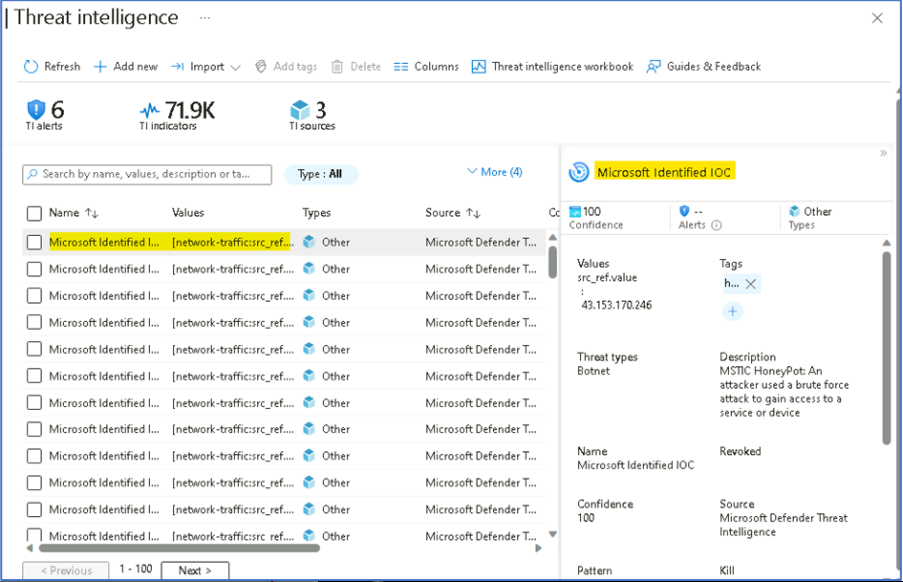 Threat intelligence ...
Refresh Add new Import Add tags Delete Columns Threat intelligence workbook Guides & Feedback
6
TI alerts
71.9K
TI indicators
3
TI sources
Search by name, values, description or ta...
Type : All
More (4)
Name Values Types Source Co
Microsoft Identified I... [network-traffic:src_ref.... Other Microsoft Defender T...
Microsoft Identified I... [network-traffic:src_ref.... Other Microsoft Defender T...
Microsoft Identified I... [network-traffic:src_ref.... Other Microsoft Defender T...
Microsoft Identified I... [network-traffic:src_ref.... Other Microsoft Defender T...
Microsoft Identified I... [network-traffic:src_ref.... Other Microsoft Defender T...
Microsoft Identified I... [network-traffic:src_ref.... Other Microsoft Defender T...
Microsoft Identified I... [network-traffic:src_ref.... Other Microsoft Defender T...
Microsoft Identified I... [network-traffic:src_ref.... Other Microsoft Defender T...
Microsoft Identified I... [network-traffic:src_ref.... Other Microsoft Defender T...
Microsoft Identified I... [network-traffic:src_ref.... Other Microsoft Defender T...
Microsoft Identified I... [network-traffic:src_ref.... Other Microsoft Defender T...
Microsoft Identified I... [network-traffic:src_ref.... Other Microsoft Defender T...
< Previous 1 - 100 Next >
Microsoft Identified IOC
100
Confidence
--
Alerts
Other
Types
Values
src_ref.value
:
43.153.170.246
Tags
h...
Threat types
Botnet
Description
MSTIC HoneyPot: An
attacker used a brute force
attack to gain access to a
service or device
Name
Microsoft Identified IOC
Revoked
Confidence
100
Source
Microsoft Defender Threat
Intelligence
Pattern
Kill